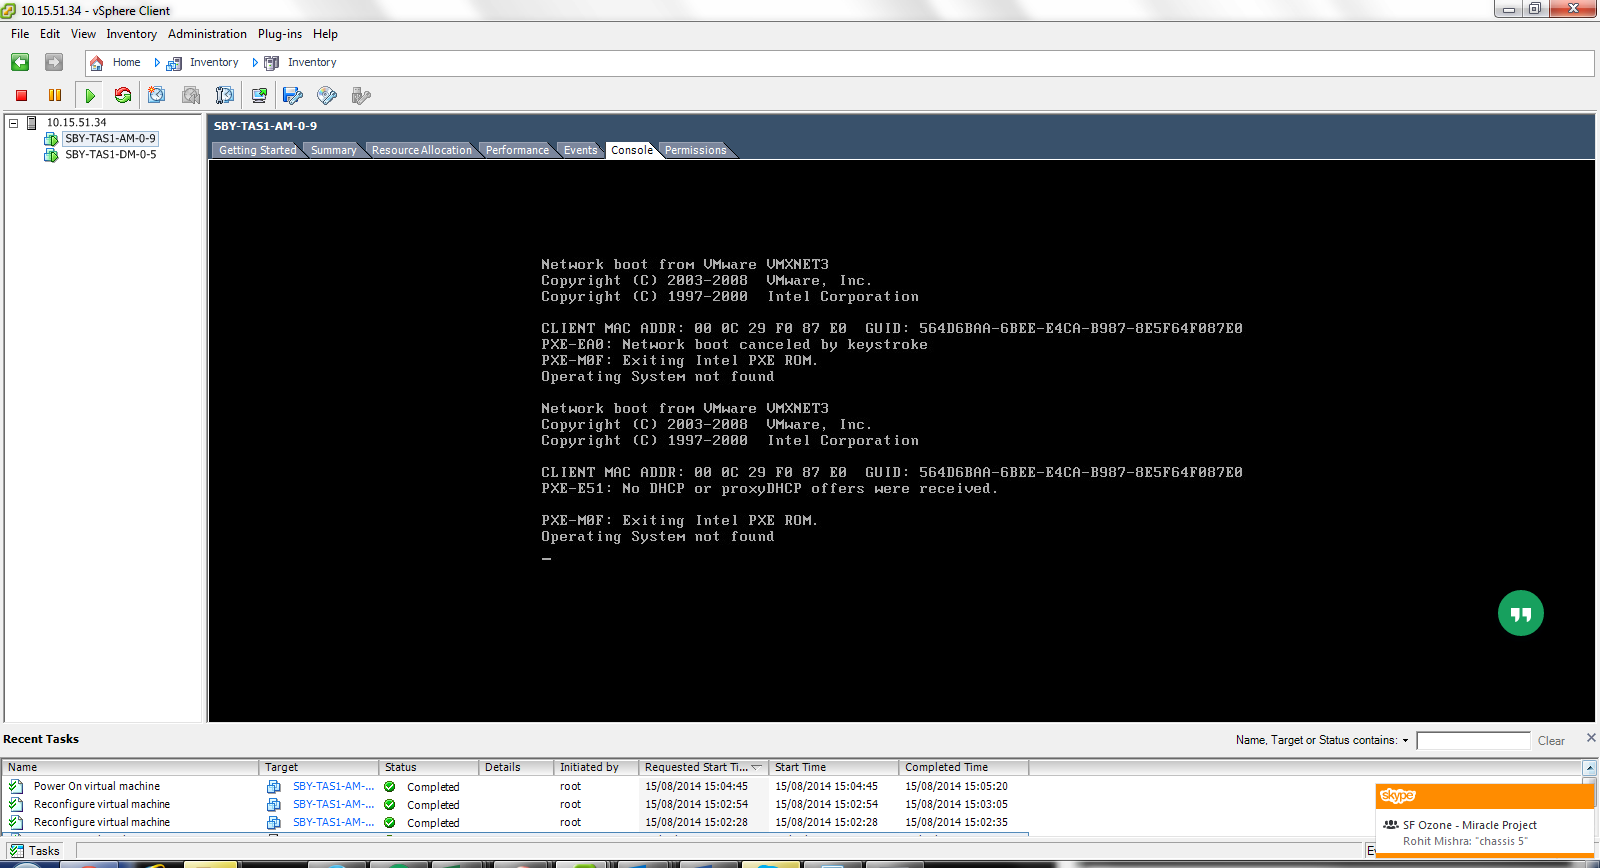 10.15.51.34 - vSphere Client
File Edit View Inventory Administration Plug-ins Help
Home Inventory Inventory
10.15.51.34
SBY-TAS1-AM-0-9
SBY-TAS1-DM-0-5
SBY-TAS1-AM-0-9
Getting Started Summary Resource Allocation Performance Events Console Permissions
Network boot from VMware VMXNET3
Copyright (C) 2003-2008 VMware, Inc.
Copyright (C) 1997-2000 Intel Corporation
CLIENT MAC ADDR: 00 0C 29 F0 87 E0 GUID: 564D6BAA-6BEE-E4CA-B987-8E5F64F087E0
PXE-EA0: Network boot canceled by keystroke
PXE-M0F: Exiting Intel PXE ROM.
Operating System not found
Network boot from VMware VMXNET3
Copyright (C) 2003-2008 VMware, Inc.
Copyright (C) 1997-2000 Intel Corporation
CLIENT MAC ADDR: 00 0C 29 F0 87 E0 GUID: 564D6BAA-6BEE-E4CA-B987-8E5F64F087E0
PXE-E51: No DHCP or proxyDHCP offers were received.
PXE-M0F: Exiting Intel PXE ROM.
Operating System not found
Recent Tasks
Name, Target or Status contains: Clear
Name Target Status Details Initiated by Requested Start Ti... Start Time Completed Time
Power On virtual machine SBY-TAS1-AM-... Completed root 15/08/2014 15:04:45 15/08/2014 15:04:45 15/08/2014 15:05:20
Reconfigure virtual machine SBY-TAS1-AM-... Completed root 15/08/2014 15:02:54 15/08/2014 15:02:54 15/08/2014 15:03:05
Reconfigure virtual machine SBY-TAS1-AM-... Completed root 15/08/2014 15:02:28 15/08/2014 15:02:28 15/08/2014 15:02:35
skype
SF Ozone - Miracle Project
Rohit Mishra: "chassis 5"
Tasks